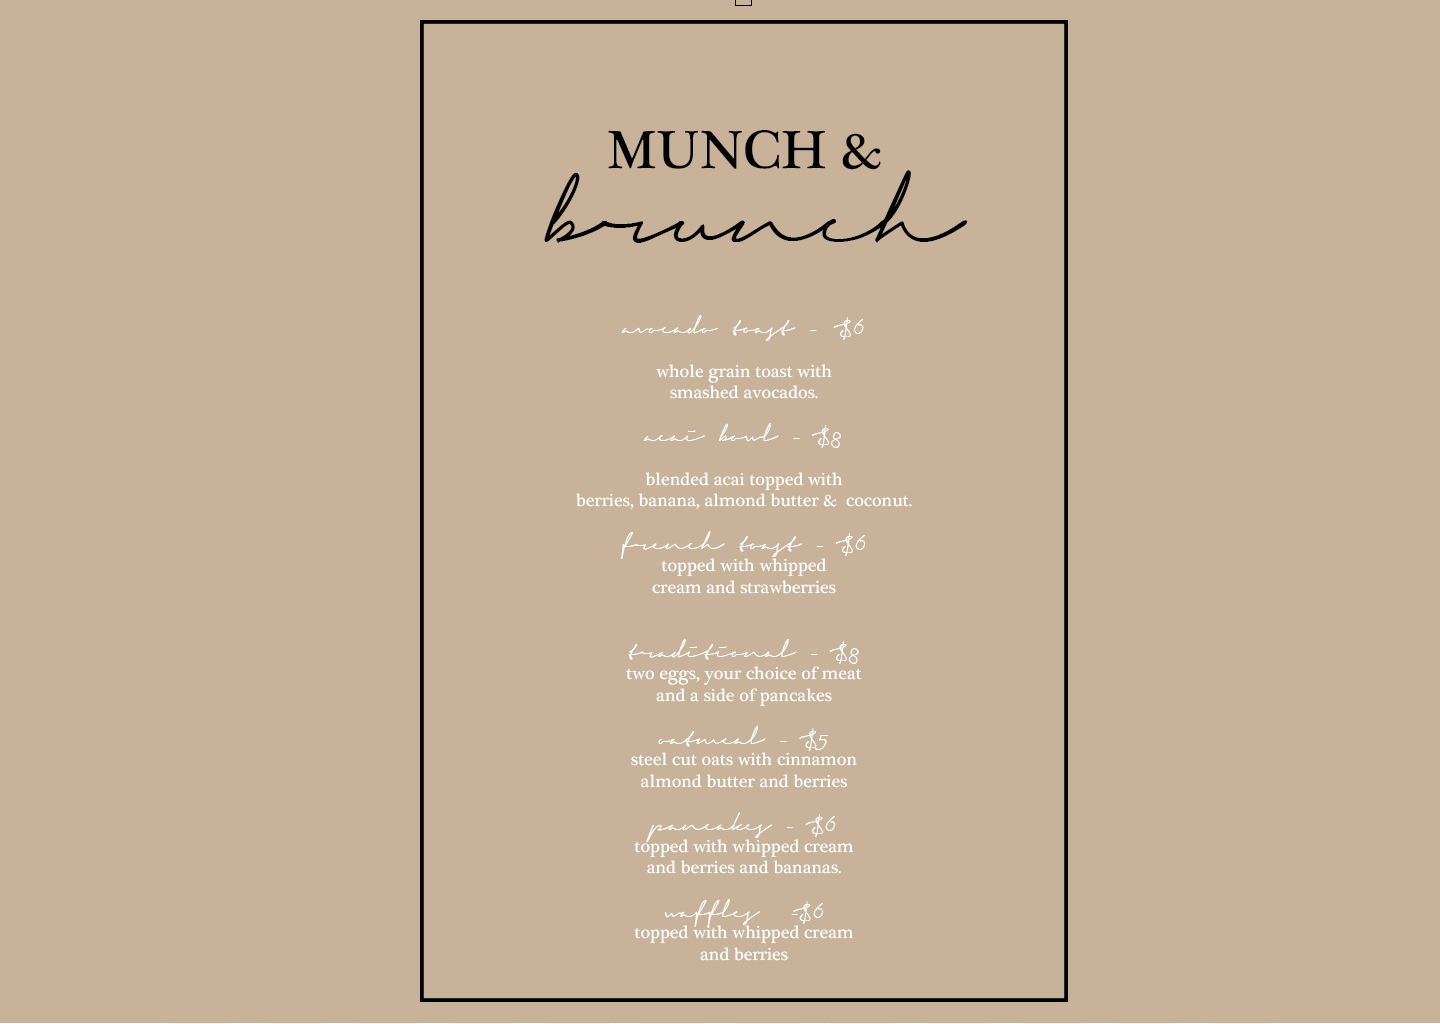 MUNCH &
brunch
avocado toast - $6
whole grain toast with
smashed avocados.
acai bowl - $8
blended acai topped with
berries, banana, almond butter & coconut.
french toast - $6
topped with whipped
cream and strawberries
traditional - $8
two eggs, your choice of meat
and a side of pancakes
oatmeal - $5
steel cut oats with cinnamon
almond butter and berries
pancakes - $6
topped with whipped cream
and berries and bananas.
waffles -$6
topped with whipped cream
and berries